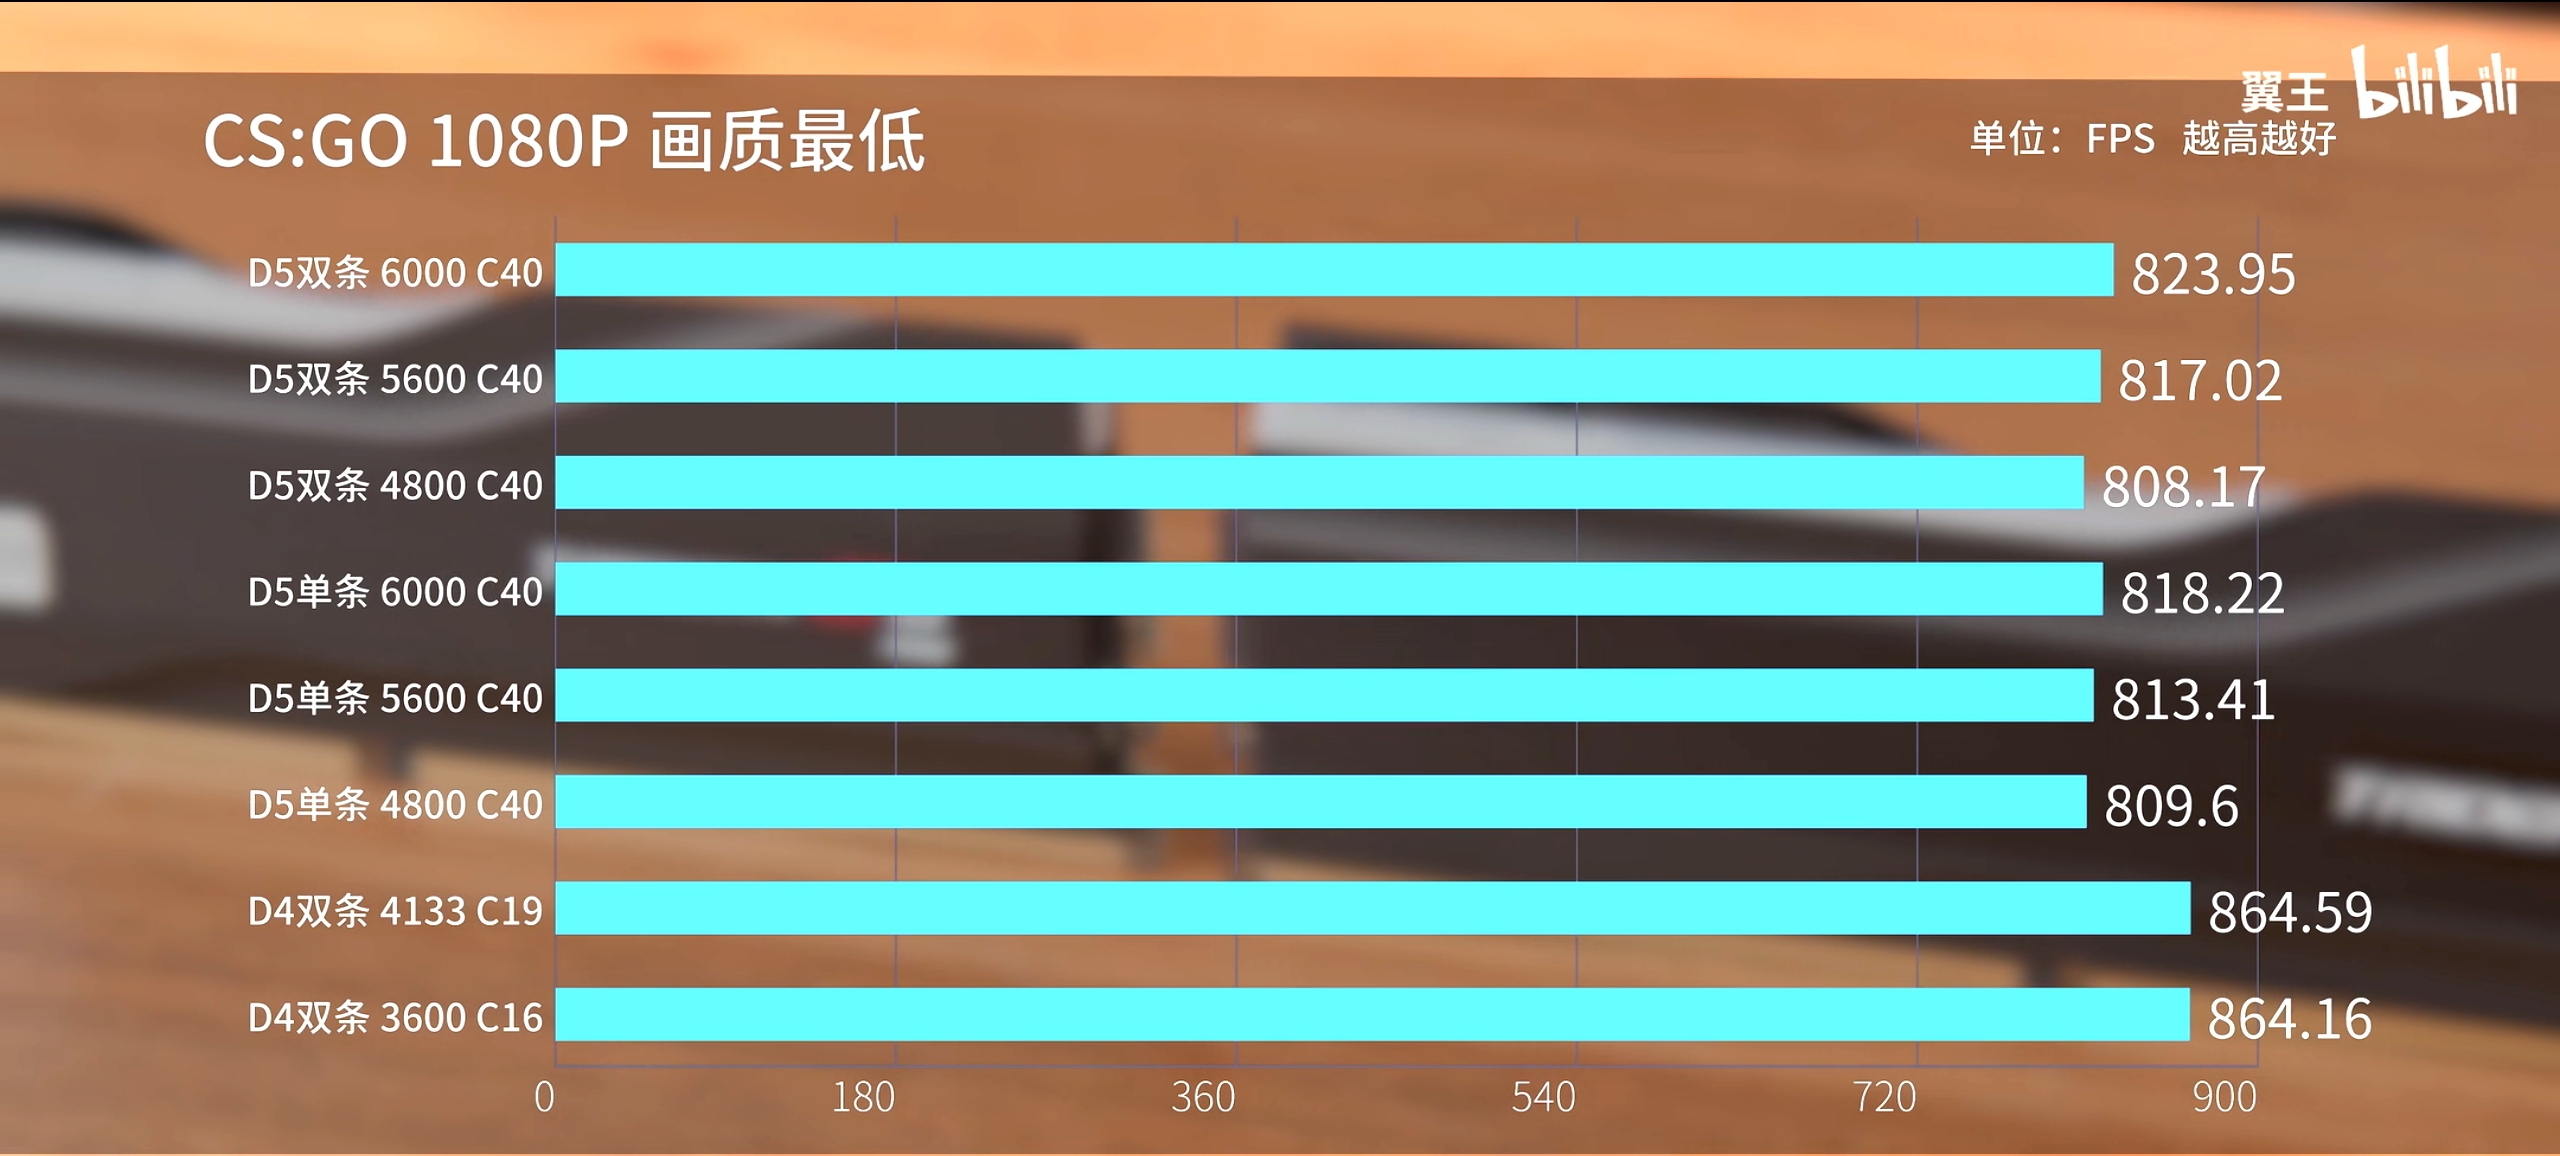 翼王 bilibili
CS:GO 1080P 画质最低
单位：FPS 越高越好
D5双条 6000 C40 823.95
D5双条 5600 C40 817.02
D5双条 4800 C40 808.17
D5单条 6000 C40 818.22
D5单条 5600 C40 813.41
D5单条 4800 C40 809.6
D4双条 4133 C19 864.59
D4双条 3600 C16 864.16
0 180 360 540 720 900